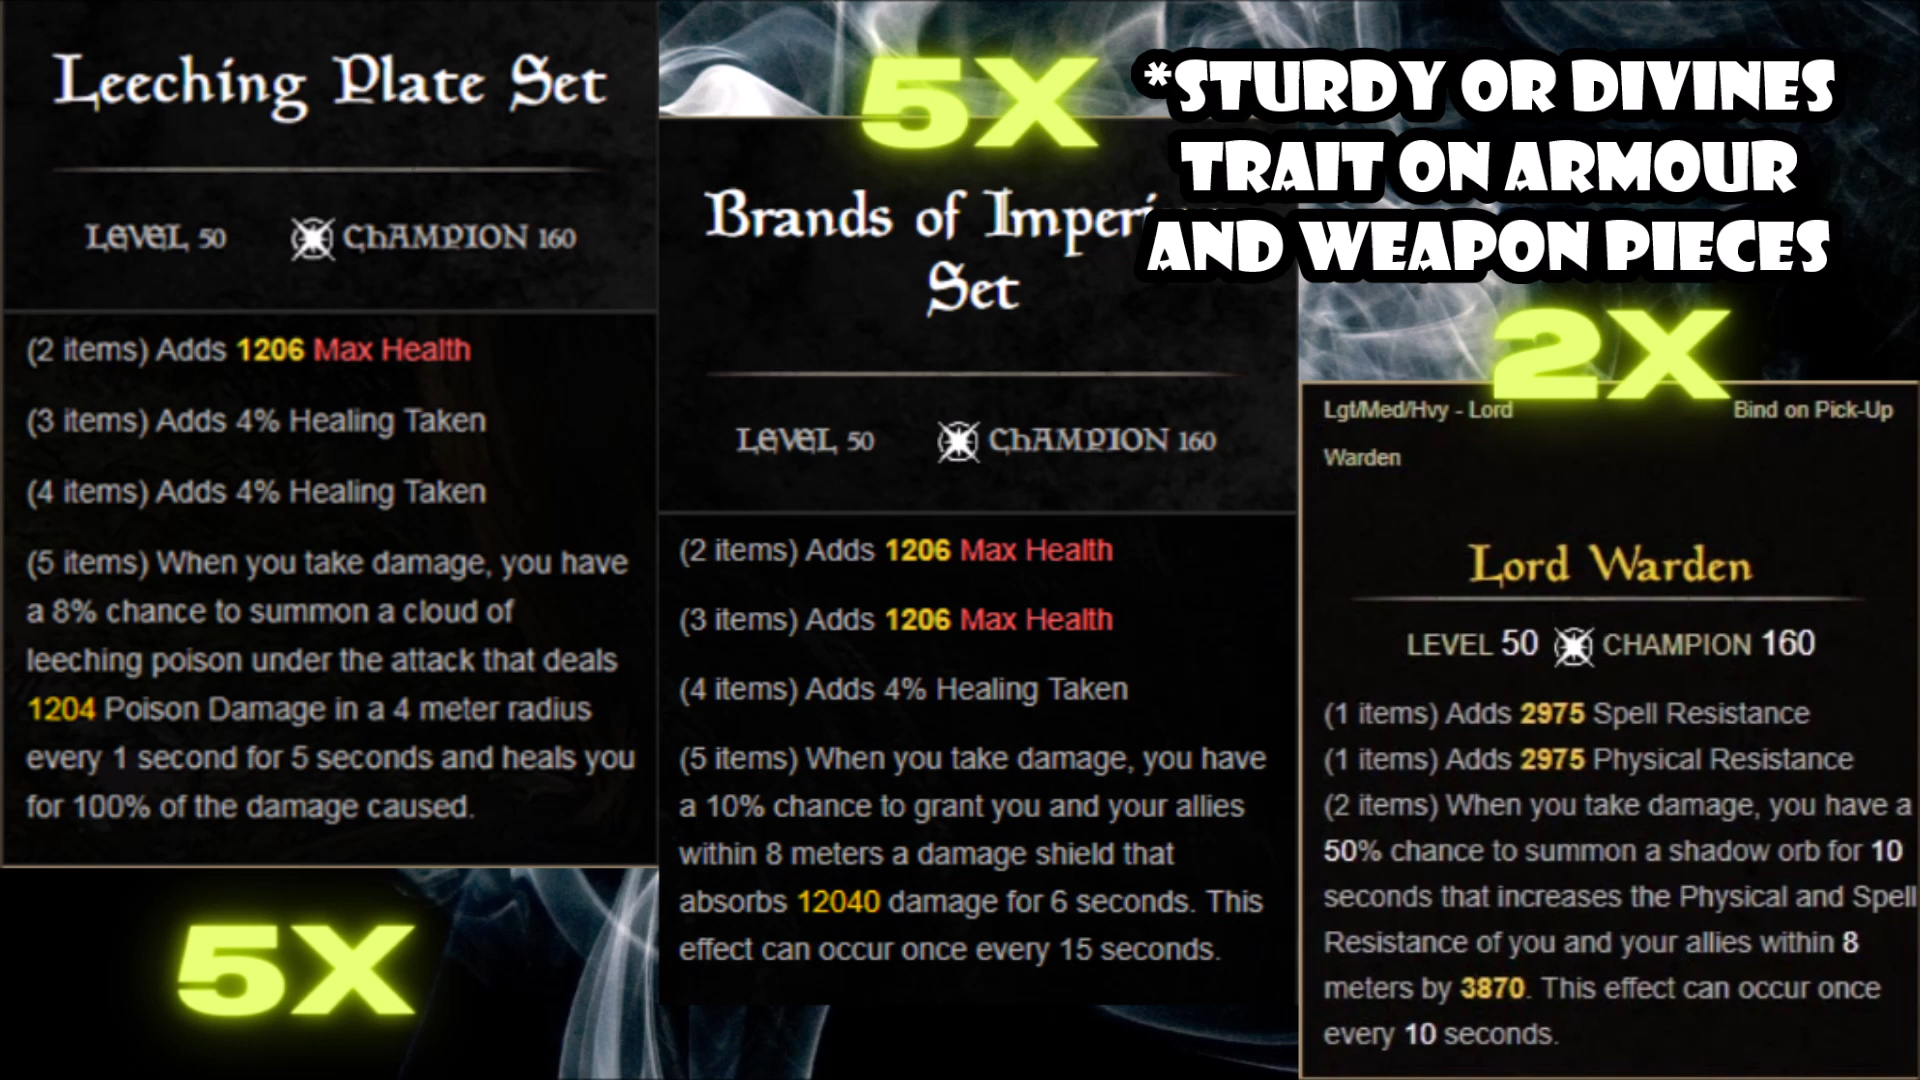 Leeching Plate Set
LEVEL 50 CHAMPION 160
(2 items) Adds 1206 Max Health
(3 items) Adds 4% Healing Taken
(4 items) Adds 4% Healing Taken
(5 items) When you take damage, you have
a 8% chance to summon a cloud of
leeching poison under the attack that deals
1204 Poison Damage in a 4 meter radius
every 1 second for 5 seconds and heals you
for 100% of the damage caused.
5X
5X
Brands of Imperi
Set
LEVEL 50 CHAMPION 160
(2 items) Adds 1206 Max Health
(3 items) Adds 1206 Max Health
(4 items) Adds 4% Healing Taken
(5 items) When you take damage, you have
a 10% chance to grant you and your allies
within 8 meters a damage shield that
absorbs 12040 damage for 6 seconds. This
effect can occur once every 15 seconds.
*STURDY OR DIVINES
TRAIT ON ARMOUR
AND WEAPON PIECES
2X
Lgt/Med/Hvy - Lord Bind on Pick-Up
Warden
Lord Warden
LEVEL 50 CHAMPION 160
(1 items) Adds 2975 Spell Resistance
(1 items) Adds 2975 Physical Resistance
(2 items) When you take damage, you have a
50% chance to summon a shadow orb for 10
seconds that increases the Physical and Spell
Resistance of you and your allies within 8
meters by 3870. This effect can occur once
every 10 seconds.